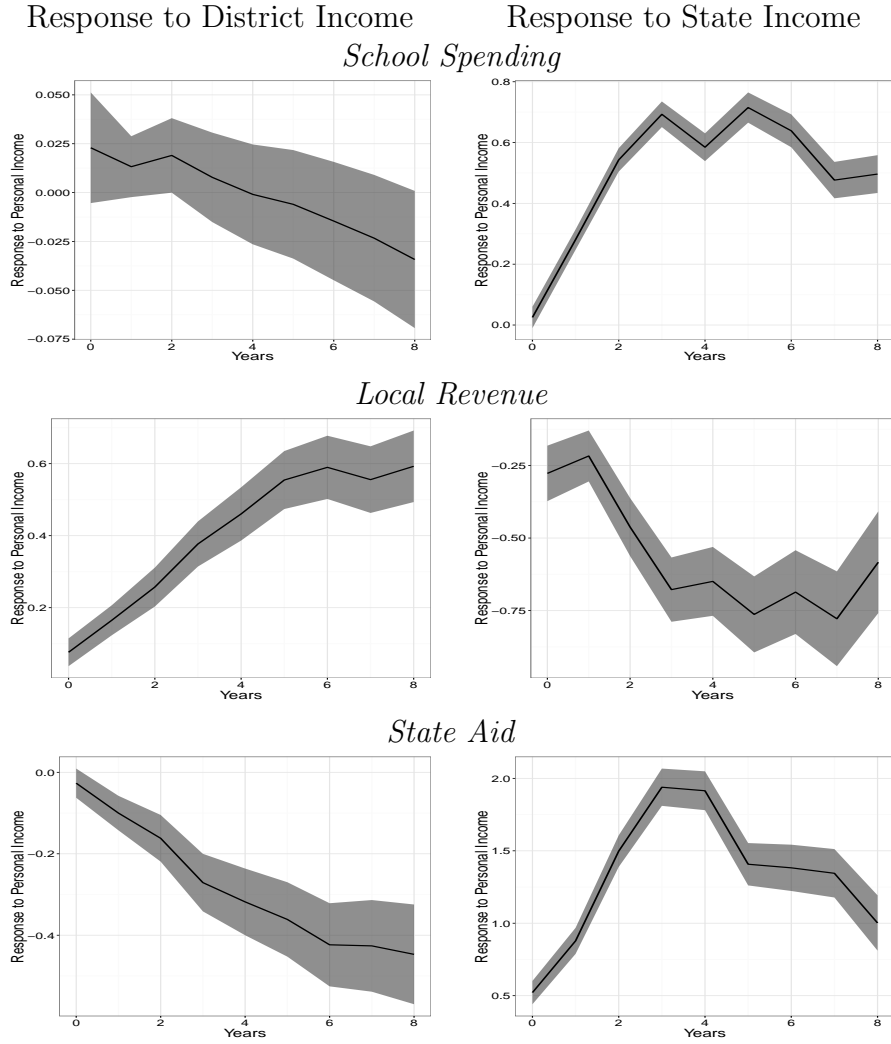 Response to District Income Response to State Income
School Spending
Response to Personal Income
0.050
0.025
0.000
−0.025
−0.050
−0.075
0 2 4 6 8
Years
Response to Personal Income
0.8
0.6
0.4
0.2
0.0
0 2 4 6 8
Years
Local Revenue
Response to Personal Income
0.6
0.4
0.2
0 2 4 6 8
Years
Response to Personal Income
−0.25
−0.50
−0.75
0 2 4 6 8
Years
State Aid
Response to Personal Income
0.0
−0.2
−0.4
0 2 4 6 8
Years
Response to Personal Income
2.0
1.5
1.0
0.5
0 2 4 6 8
Years